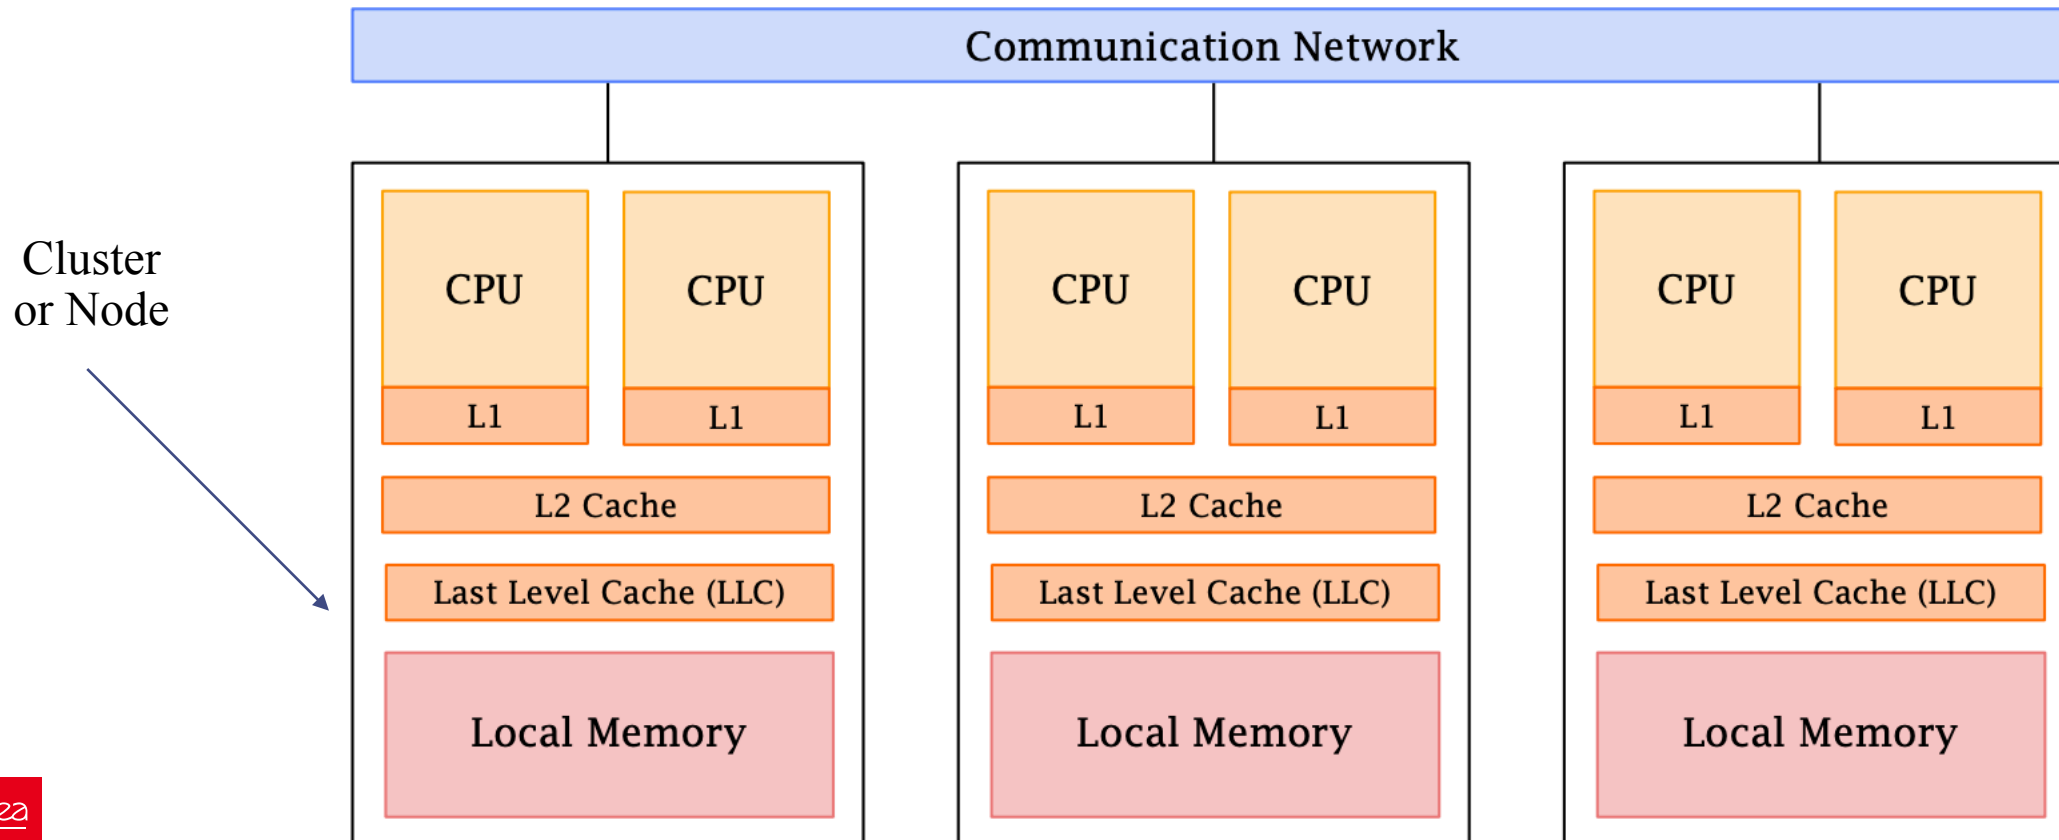 Communication Network
Cluster
or Node
CPU
CPU
L1
L1
L2 Cache
Last Level Cache (LLC)
Local Memory
CPU
CPU
L1
L1
L2 Cache
Last Level Cache (LLC)
Local Memory
CPU
CPU
L1
L1
L2 Cache
Last Level Cache (LLC)
Local Memory